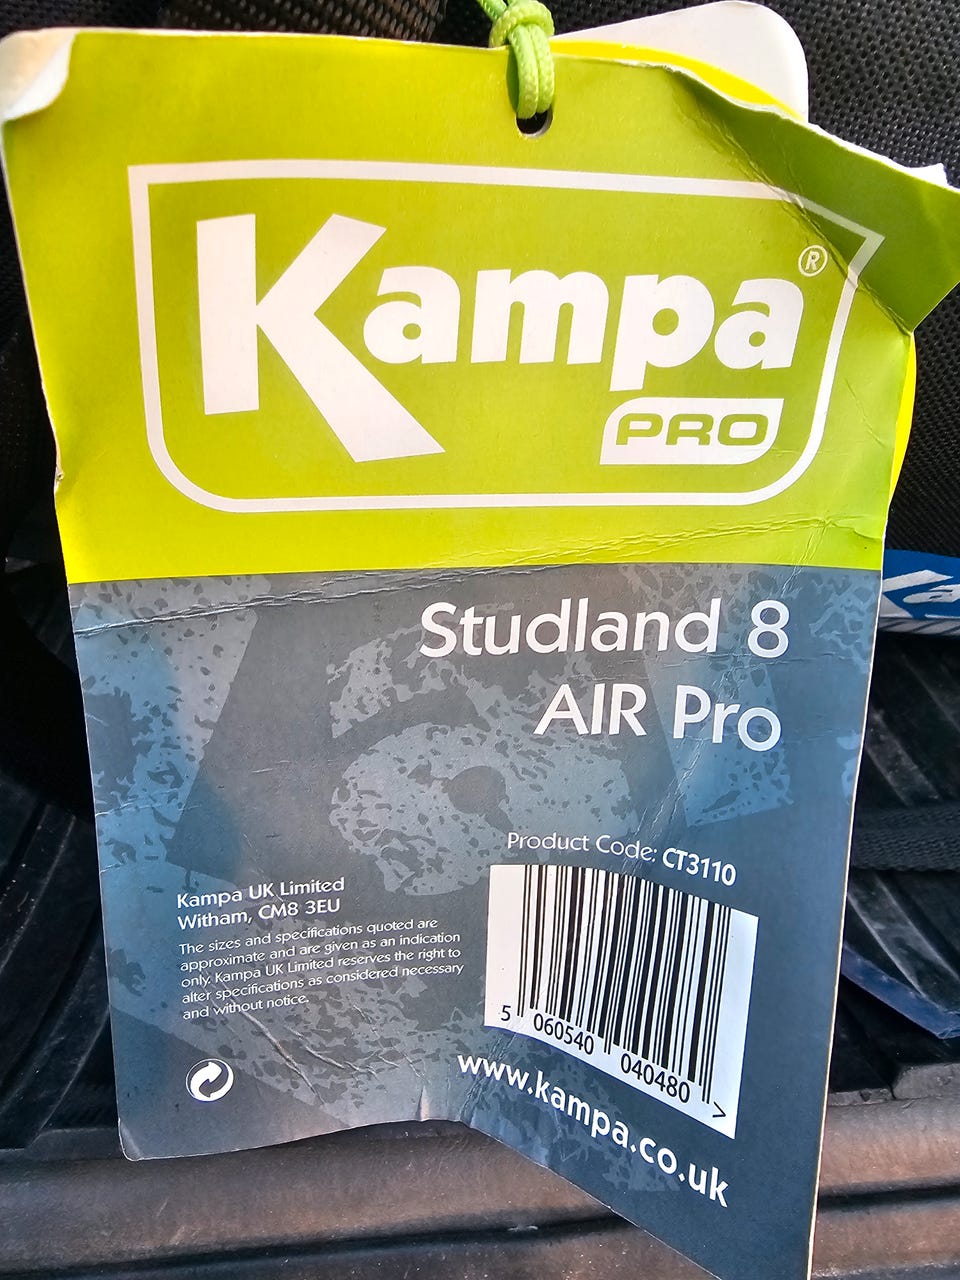 Kampa®
PRO
Studland 8
AIR Pro
Product Code: CT3110
Kampa UK Limited
Witham, CM8 3EU
The sizes and specifications quoted are
approximate and are given as an indication
only. Kampa UK Limited reserves the right to
alter specifications as considered necessary
and without notice.
5 060540 040480 >
www.kampa.co.uk